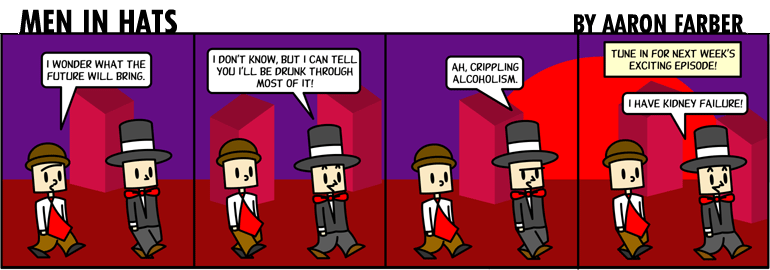 MEN IN HATS
BY AARON FARBER
I WONDER WHAT THE
FUTURE WILL BRING.
I DON'T KNOW, BUT I CAN TELL
YOU I'LL BE DRUNK THROUGH
MOST OF IT!
AH, CRIPPLING
ALCOHOLISM.
TUNE IN FOR NEXT WEEK'S
EXCITING EPISODE!
I HAVE KIDNEY FAILURE!